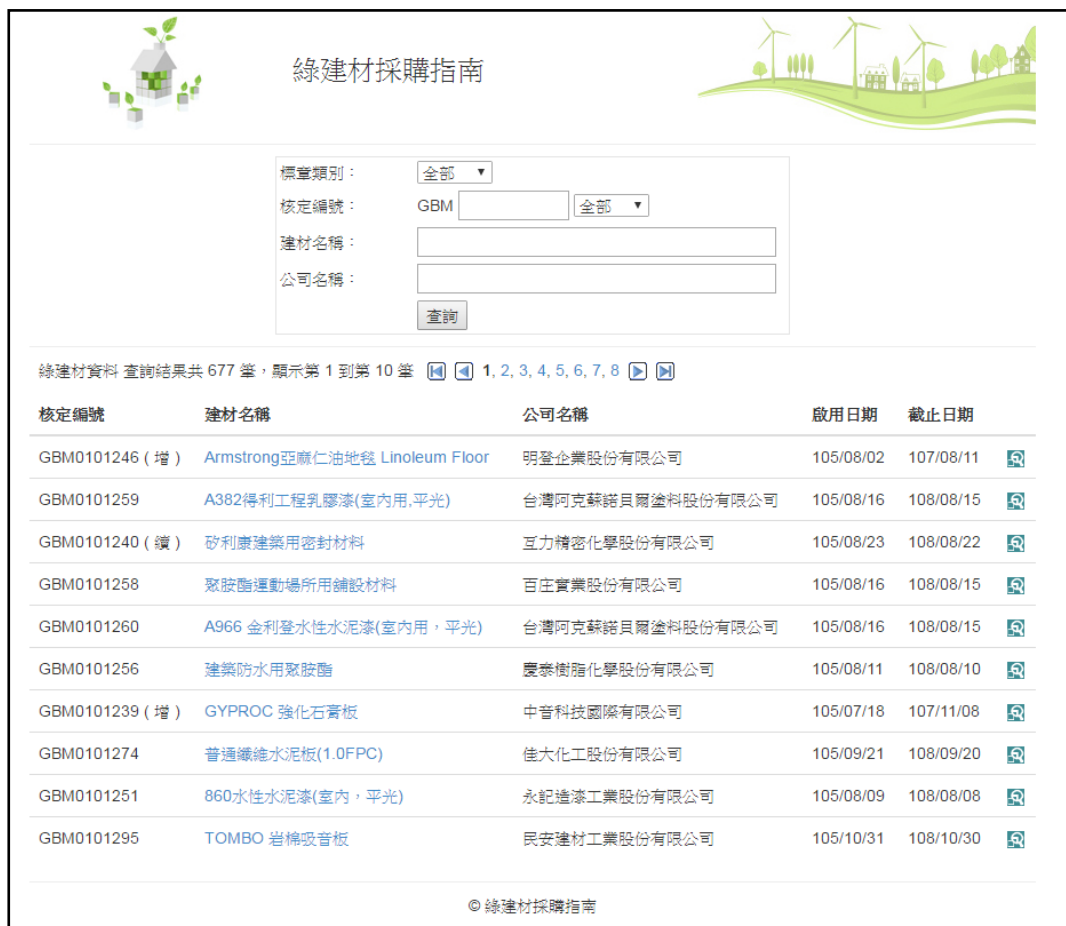 綠建材採購指南
標章類別： 全部
核定編號： GBM 全部
建材名稱：
公司名稱：
查詢
綠建材資料 查詢結果共 677 筆，顯示第 1 到第 10 筆 1, 2, 3, 4, 5, 6, 7, 8
核定編號 建材名稱 公司名稱 啟用日期 截止日期
GBM0101246 ( 增 ) Armstrong亞麻仁油地毯 Linoleum Floor 明登企業股份有限公司 105/08/02 107/08/11
GBM0101259 A382得利工程乳膠漆(室內用,平光) 台灣阿克蘇諾貝爾塗料股份有限公司 105/08/16 108/08/15
GBM0101240 ( 續 ) 矽利康建築用密封材料 互力精密化學股份有限公司 105/08/23 108/08/22
GBM0101258 聚胺酯運動場所用舖設材料 百庄實業股份有限公司 105/08/16 108/08/15
GBM0101260 A966 金利登水性水泥漆(室內用，平光) 台灣阿克蘇諾貝爾塗料股份有限公司 105/08/16 108/08/15
GBM0101256 建築防水用聚胺酯 慶泰樹脂化學股份有限公司 105/08/11 108/08/10
GBM0101239 ( 增 ) GYPROC 強化石膏板 中音科技國際有限公司 105/07/18 107/11/08
GBM0101274 普通纖維水泥板(1.0FPC) 佳大化工股份有限公司 105/09/21 108/09/20
GBM0101251 860水性水泥漆(室內，平光) 永記造漆工業股份有限公司 105/08/09 108/08/08
GBM0101295 TOMBO 岩棉吸音板 民安建材工業股份有限公司 105/10/31 108/10/30
© 綠建材採購指南